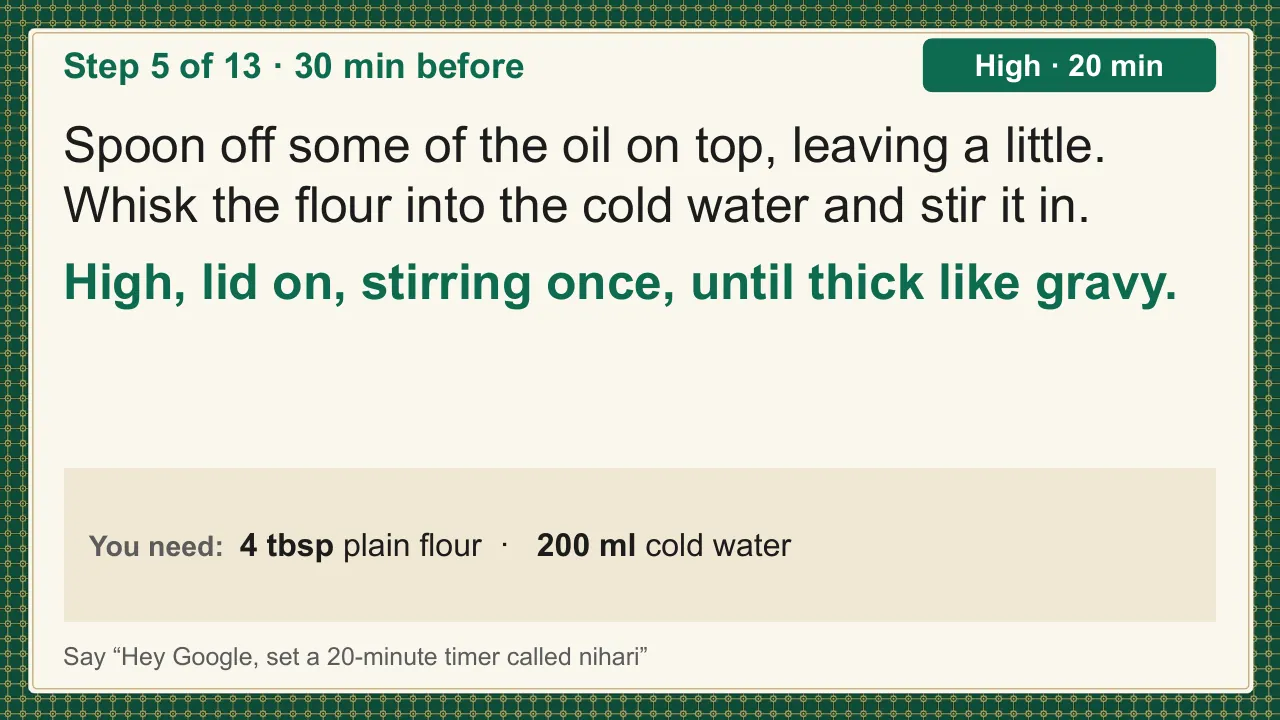 Step 5 of 13 · 30 min before
High · 20 min
Spoon off some of the oil on top, leaving a little.
Whisk the flour into the cold water and stir it in.
High, lid on, stirring once, until thick like gravy.
You need: 4 tbsp plain flour · 200 ml cold water
Say “Hey Google, set a 20-minute timer called nihari”